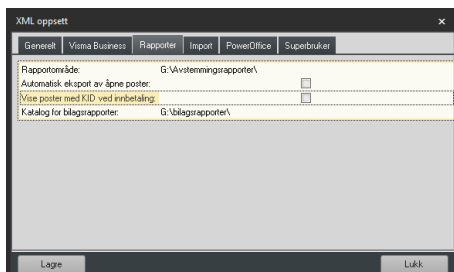 XML oppsett
Generelt Visma Business Rapporter Import PowerOffice Superbruker
Rapportområde: G:\Avstemmingsrapporter\
Automatisk eksport av åpne poster:
Vise poster med KID ved innbetaling:
Katalog for bilagsrapporter: G:\bilagsrapporter\
Lagre Lukk